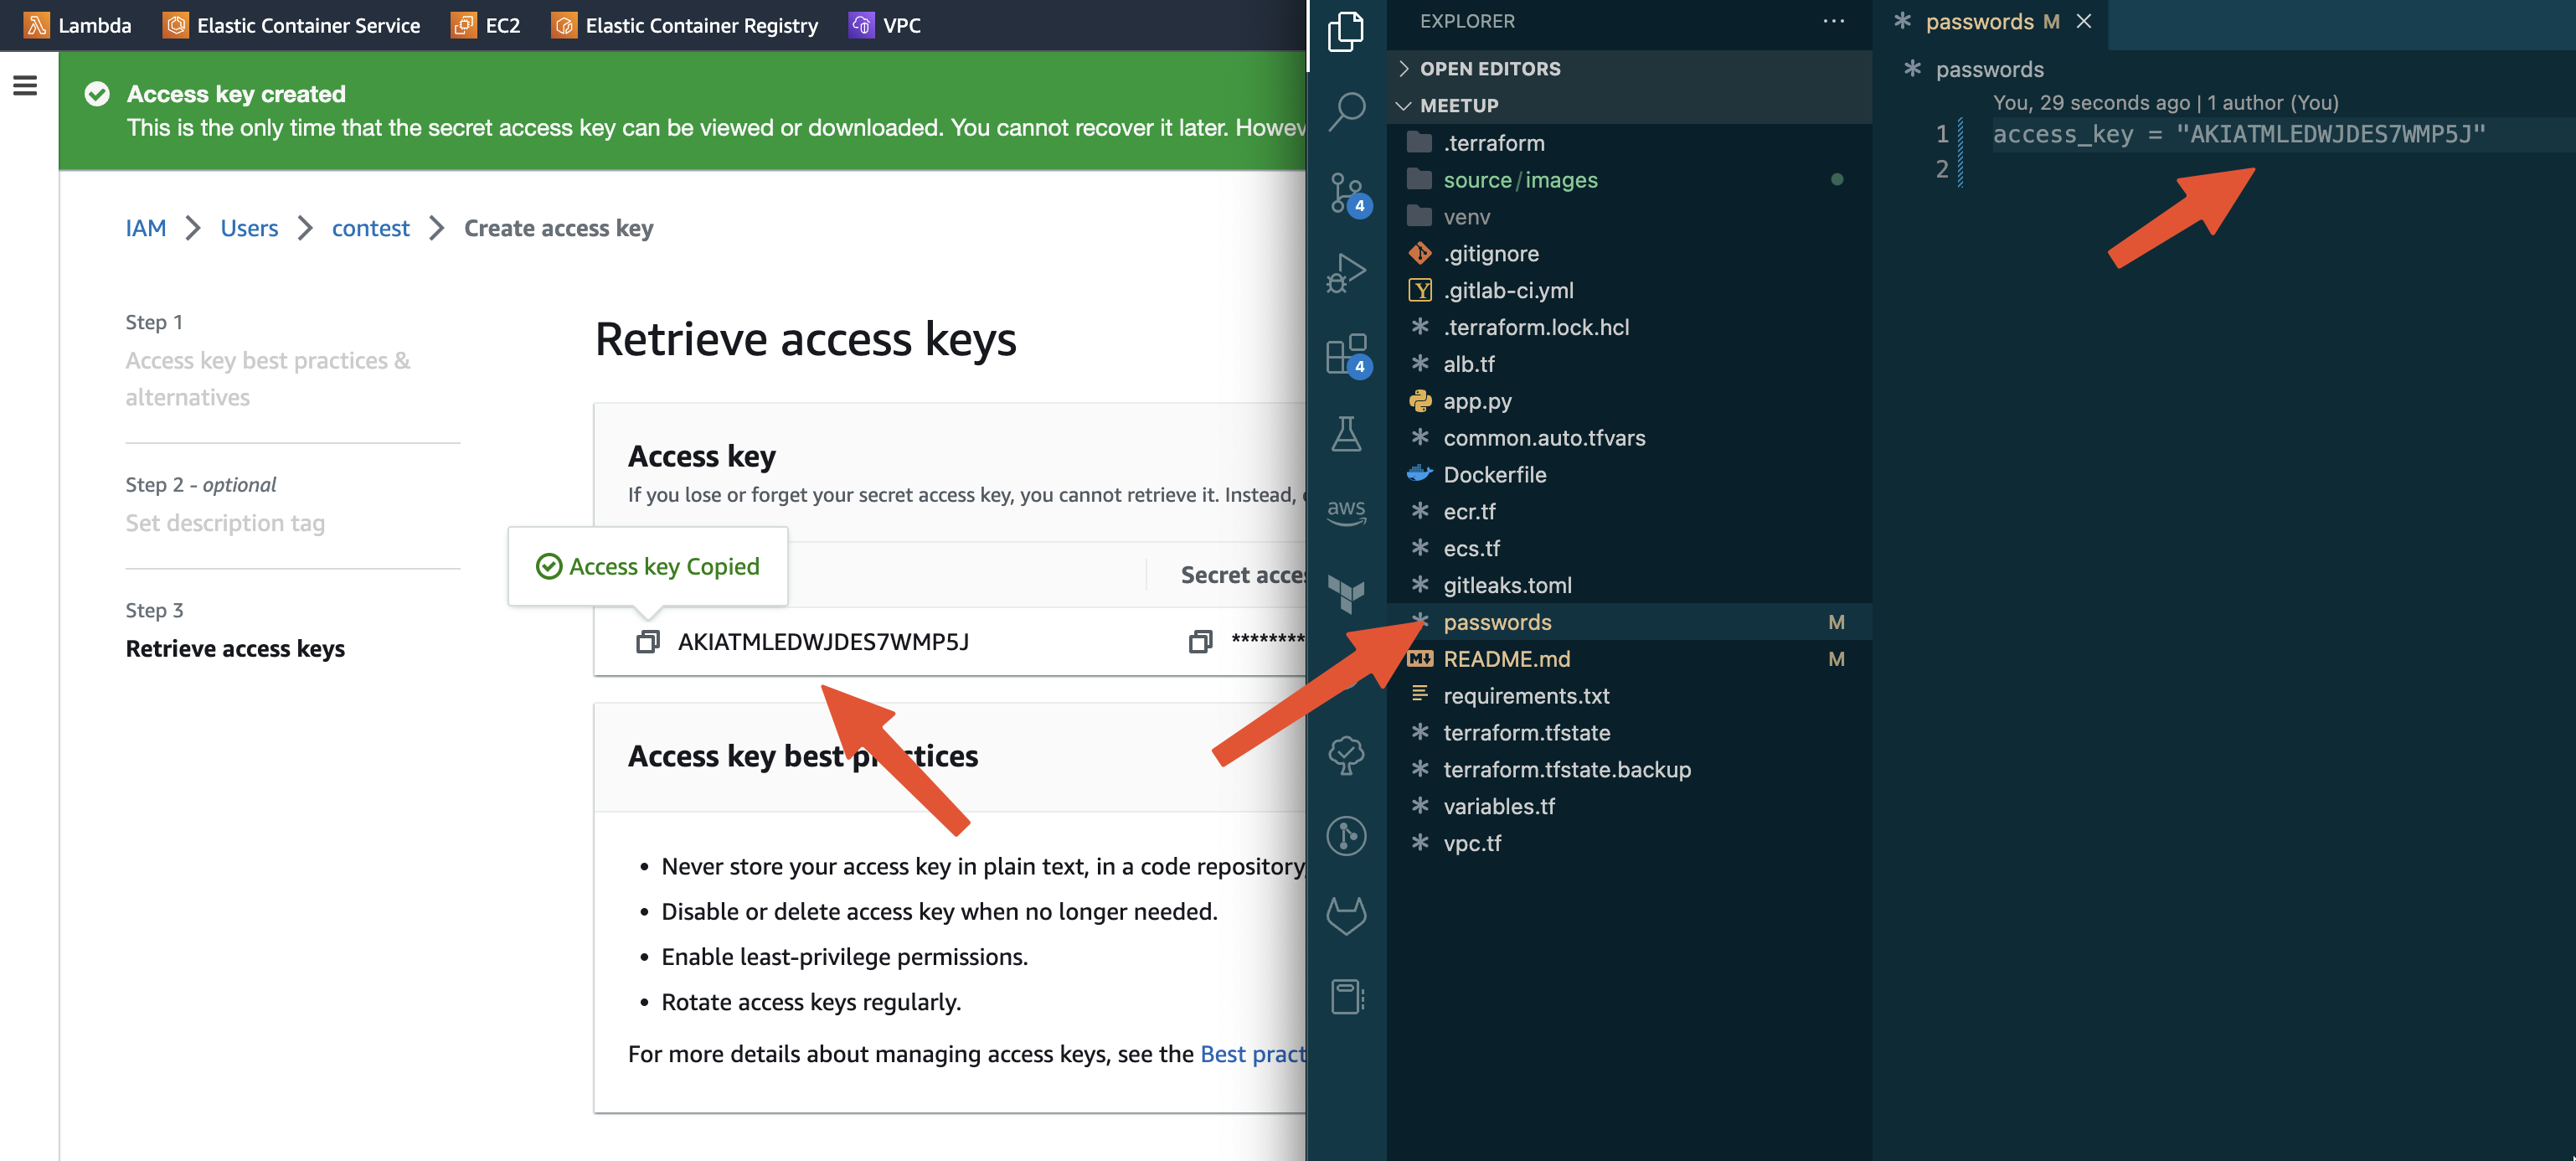 Lambda
Elastic Container Service
EC2
Elastic Container Registry
VPC
Access key created
This is the only time that the secret access key can be viewed or downloaded. You cannot recover it later. Howev
IAM > Users > contest > Create access key
Step 1
Access key best practices &
alternatives
Step 2 - optional
Set description tag
Step 3
Retrieve access keys
Retrieve access keys
Access key
If you lose or forget your secret access key, you cannot retrieve it. Instead,
Access key Copied
Secret acces
AKIATMLEDWJDES7WMP5J
********
Access key best practices
• Never store your access key in plain text, in a code repository,
• Disable or delete access key when no longer needed.
• Enable least-privilege permissions.
• Rotate access keys regularly.
For more details about managing access keys, see the Best pract
4
4
aws
EXPLORER
OPEN EDITORS
MEETUP
.terraform
source/images
venv
.gitignore
Y .gitlab-ci.yml
.terraform.lock.hcl
alb.tf
app.py
common.auto.tfvars
Dockerfile
ecr.tf
ecs.tf
gitleaks.toml
passwords M
README.md M
requirements.txt
terraform.tfstate
terraform.tfstate.backup
variables.tf
vpc.tf
passwords M
passwords
You, 29 seconds ago | 1 author (You)
1 access_key = "AKIATMLEDWJDES7WMP5J"
2